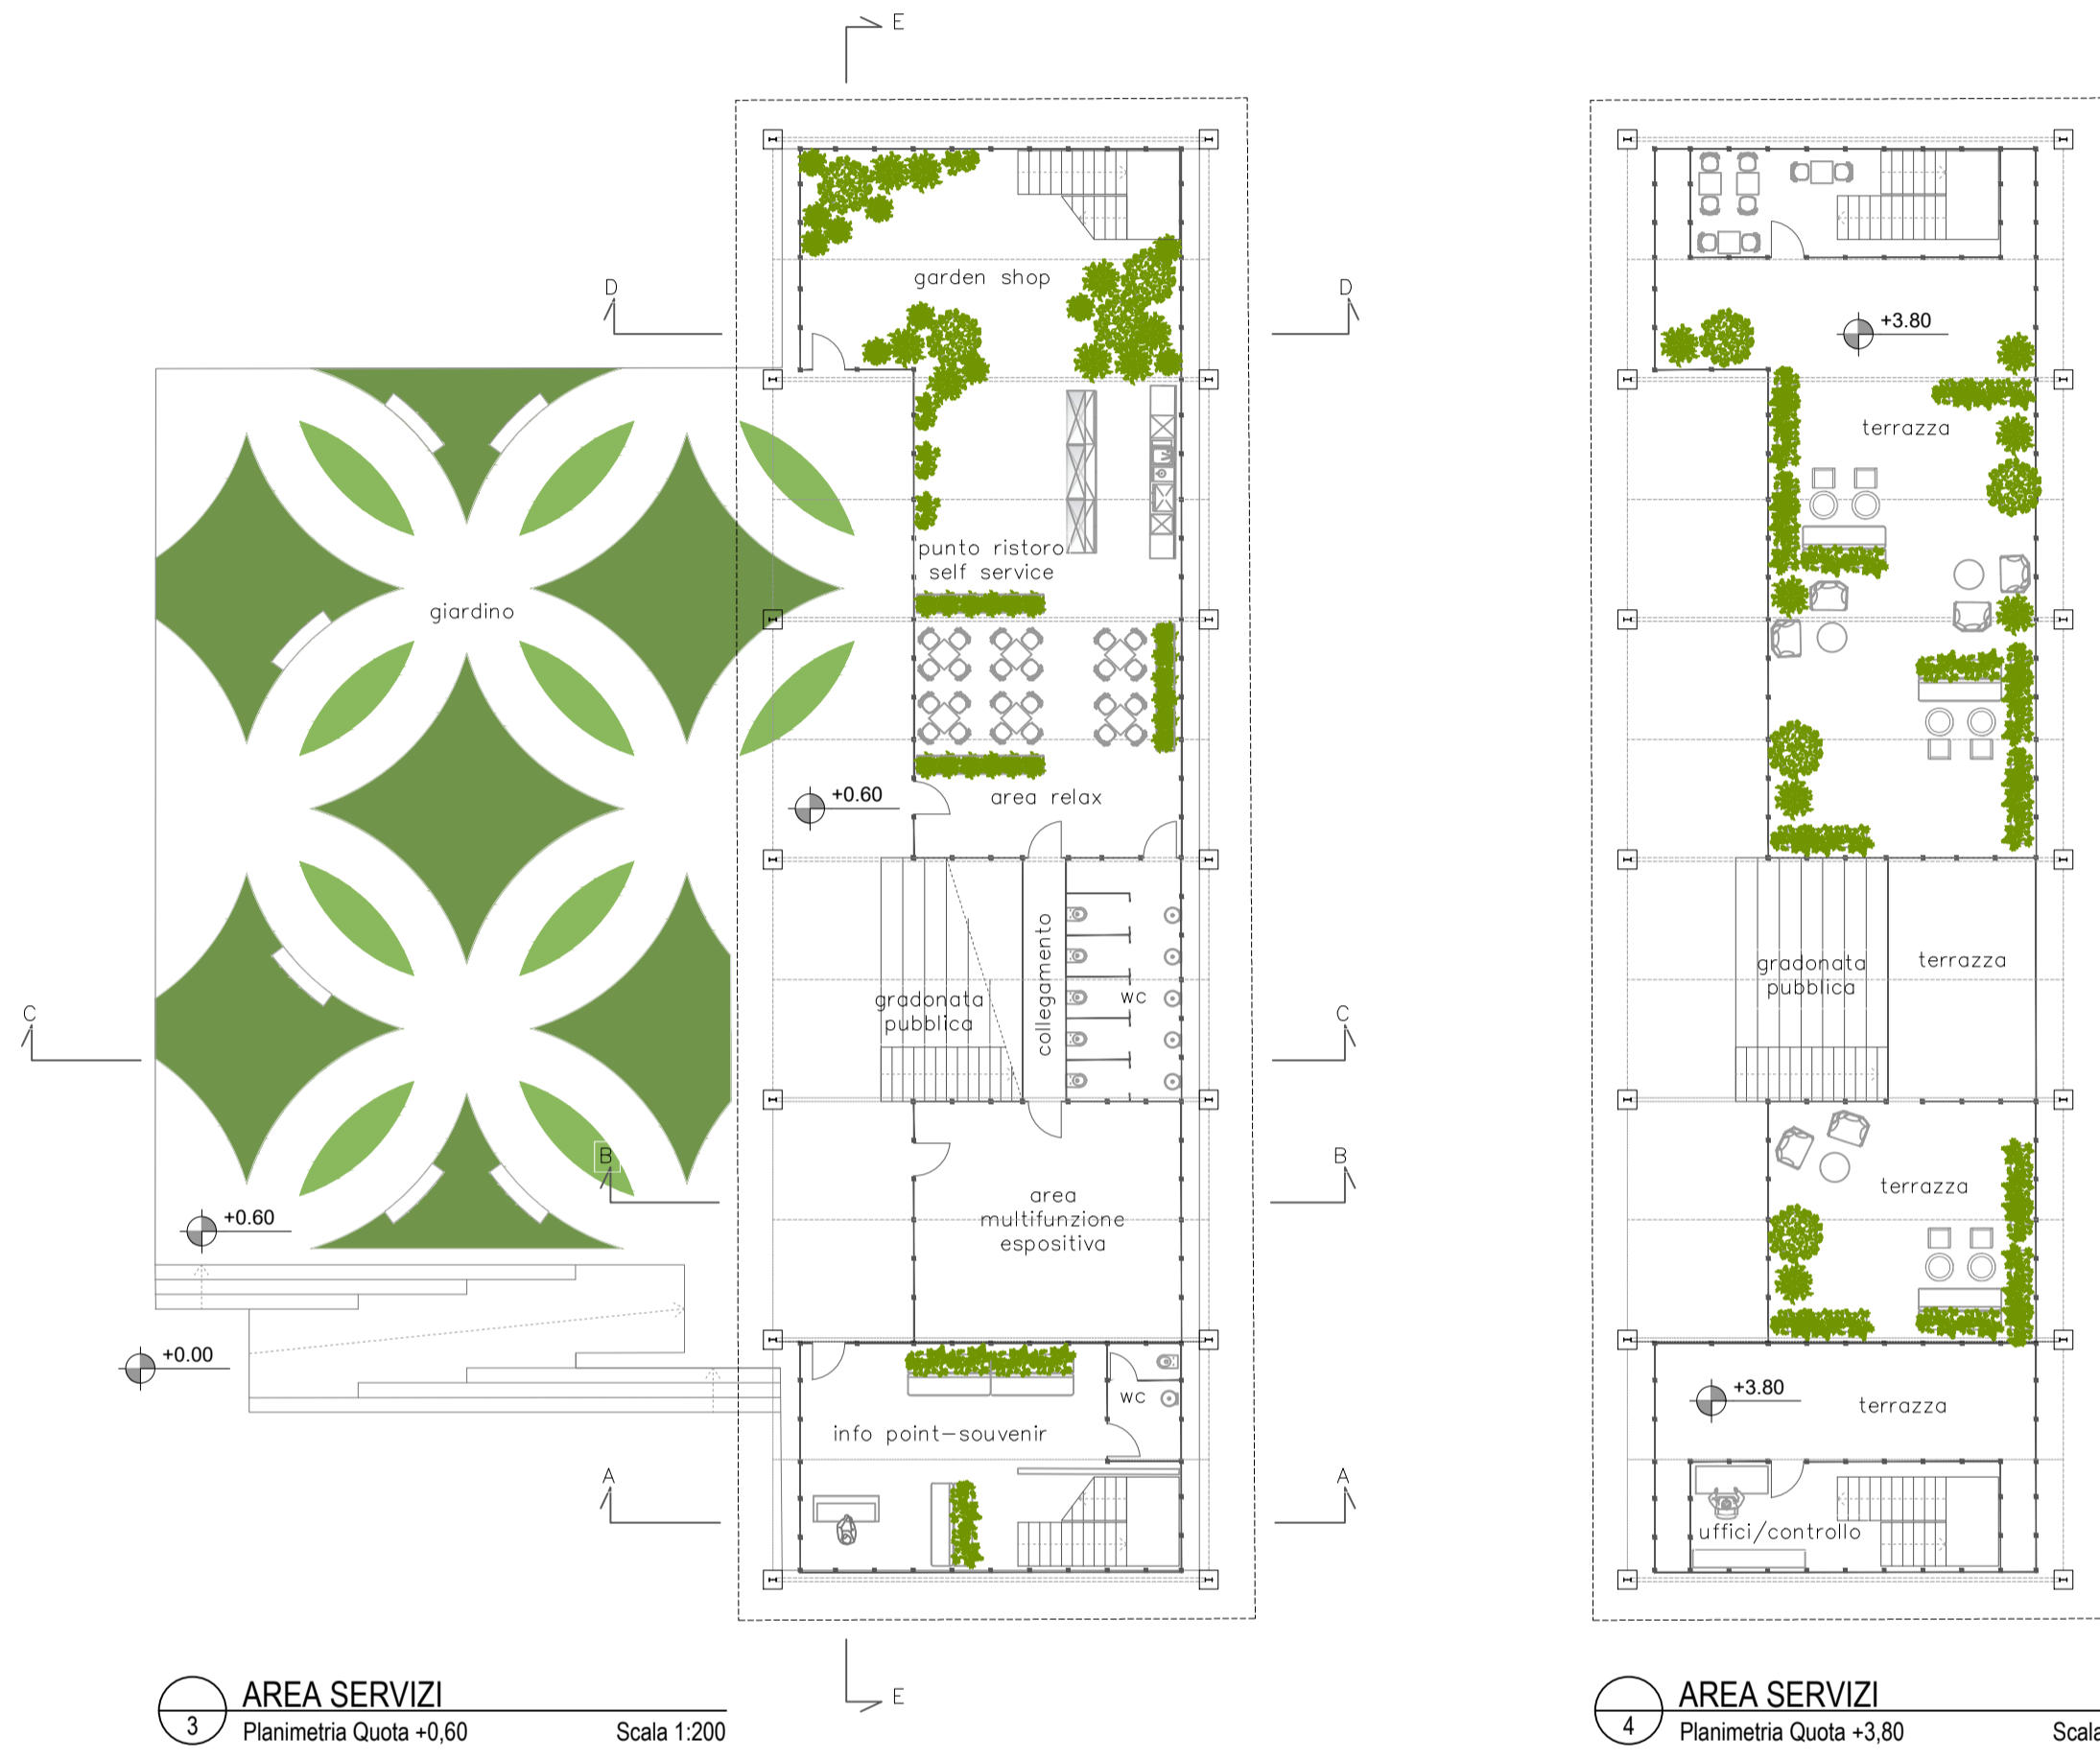 E
garden shop
D
D
punto ristoro
self service
giardino
+0.60
area relax
collegamento
wc
gradonata
pubblica
C
C
B
B
area
multifunzione
espositiva
+0.60
+0.00
wc
info point-souvenir
A
A
E
3
AREA SERVIZI
Planimetria Quota +0,60
Scala 1:200
+3.80
terrazza
gradonata
pubblica
terrazza
terrazza
+3.80
terrazza
uffici/controllo
4
AREA SERVIZI
Planimetria Quota +3,80
Scala